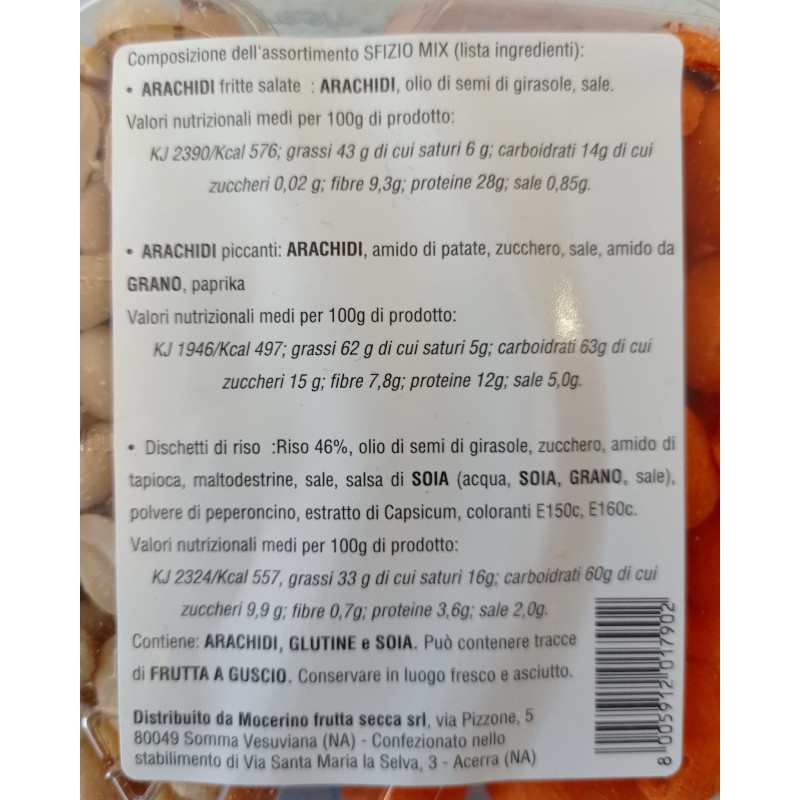 Composizione dell'assortimento SFIZIO MIX (lista ingredienti):
• ARACHIDI fritte salate : ARACHIDI, olio di semi di girasole, sale.
Valori nutrizionali medi per 100g di prodotto:
KJ 2390/Kcal 576; grassi 43 g di cui saturi 6 g; carboidrati 14g di cui
zuccheri 0,02 g; fibre 9,3g; proteine 28g; sale 0,85g.
• ARACHIDI piccanti: ARACHIDI, amido di patate, zucchero, sale, amido da
GRANO, paprika
Valori nutrizionali medi per 100g di prodotto:
KJ 1946/Kcal 497; grassi 62 g di cui saturi 5g; carboidrati 63g di cui
zuccheri 15 g; fibre 7,8g; proteine 12g; sale 5,0g.
• Dischetti di riso :Riso 46%, olio di semi di girasole, zucchero, amido di
tapioca, maltodestrine, sale, salsa di SOIA (acqua, SOIA, GRANO, sale),
polvere di peperoncino, estratto di Capsicum, coloranti E150c, E160c.
Valori nutrizionali medi per 100g di prodotto:
KJ 2324/Kcal 557, grassi 33 g di cui saturi 16g; carboidrati 60g di cui
zuccheri 9,9 g; fibre 0,7g; proteine 3,6g; sale 2,0g.
Contiene: ARACHIDI, GLUTINE e SOIA. Può contenere tracce
di FRUTTA A GUSCIO. Conservare in luogo fresco e asciutto.
Distribuito da Mocerino frutta secca srl, via Pizzone, 5
80049 Somma Vesuviana (NA) - Confezionato nello
stabilimento di Via Santa Maria la Selva, 3 - Acerra (NA)
8 005912 017902